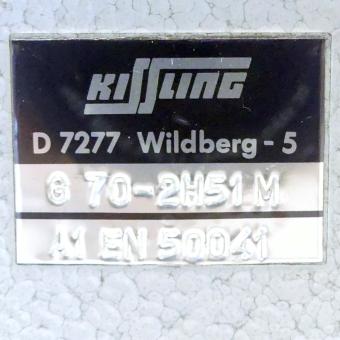 KISSLING
D 7277 Wildberg - 5
G 70-2H51 M
A1 EN 50041